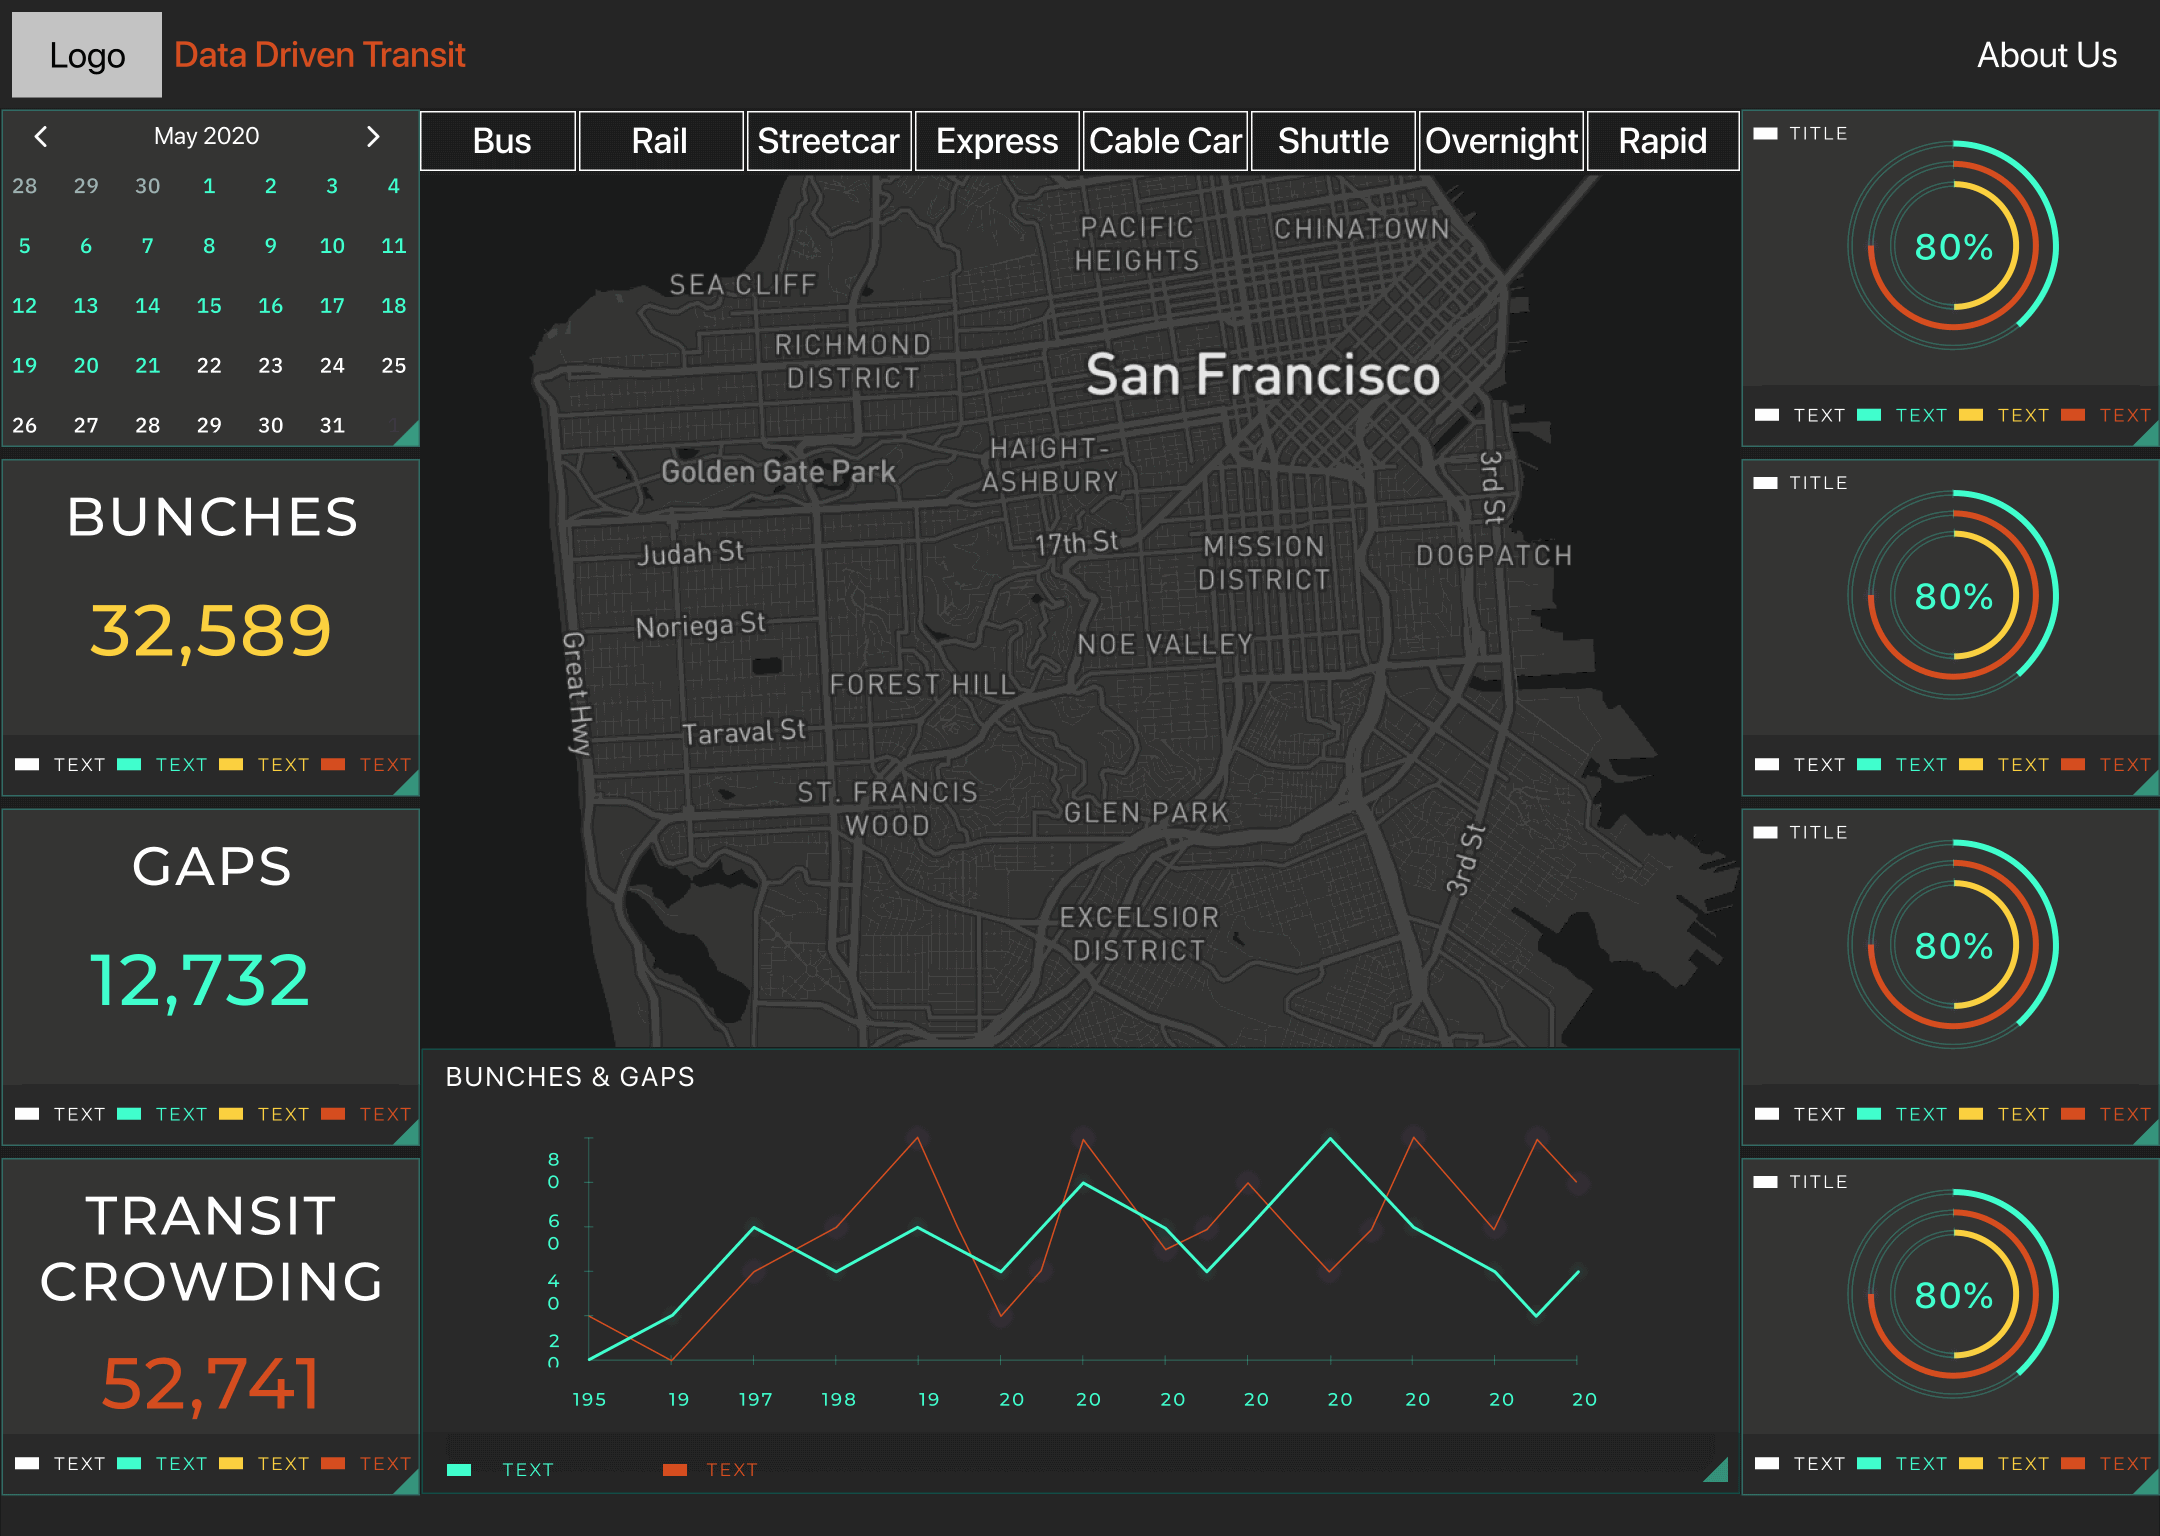 Logo
Data Driven Transit
About Us
May 2020
28 29 30 1 2 3 4
5 6 7 8 9 10 11
12 13 14 15 16 17 18
19 20 21 22 23 24 25
26 27 28 29 30 31
BUNCHES
32,589
TEXT TEXT TEXT TEXT
GAPS
12,732
TEXT TEXT TEXT TEXT
TRANSIT
CROWDING
52,741
TEXT TEXT TEXT TEXT
Bus Rail Streetcar Express Cable Car Shuttle Overnight Rapid
PACIFIC
HEIGHTS
CHINATOWN
SEA CLIFF
RICHMOND
DISTRICT
San Francisco
HAIGHT-
ASHBURY
Golden Gate Park
3rd St
Judah St
17th St
MISSION
DISTRICT
DOGPATCH
Noriega St
Great Hwy
NOE VALLEY
FOREST HILL
Taraval St
ST. FRANCIS
WOOD
GLEN PARK
3rd St
EXCELSIOR
DISTRICT
BUNCHES & GAPS
8
0
6
0
4
0
2
0
195 19 197 198 19 20 20 20 20 20 20 20 20
TEXT TEXT
TITLE
80%
TEXT TEXT TEXT TEXT
TITLE
80%
TEXT TEXT TEXT TEXT
TITLE
80%
TEXT TEXT TEXT TEXT
TITLE
80%
TEXT TEXT TEXT TEXT